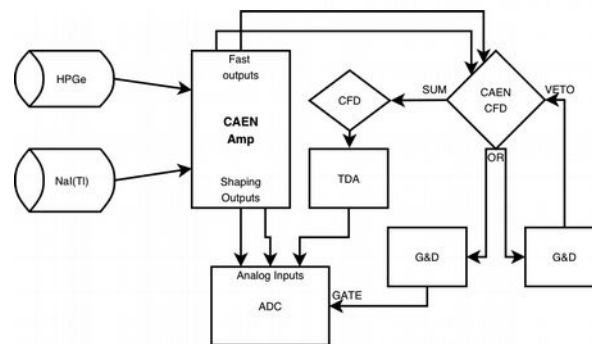 HPGe
NaI(Tl)
Fast
outputs
CAEN
Amp
Shaping
Outputs
CFD
SUM
CAEN
CFD
VETO
OR
TDA
G&D
G&D
Analog Inputs
ADC
GATE